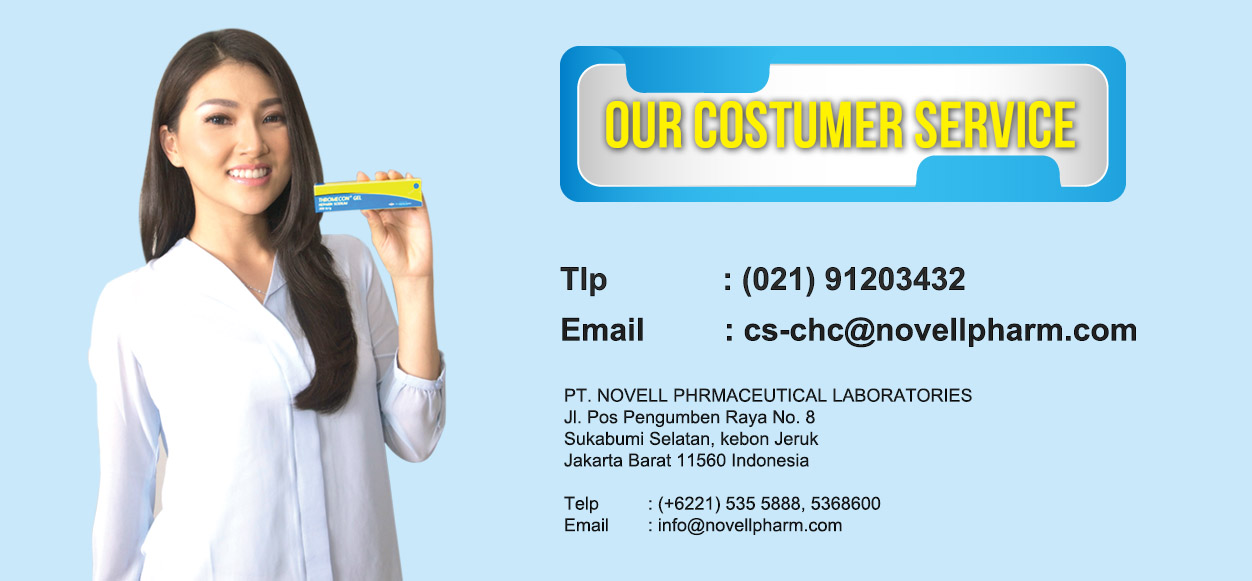 OUR COSTUMER SERVICE
THROMECON GEL
Tlp : (021) 91203432
Email : cs-chc@novellpharm.com
PT. NOVELL PHRMACEUTICAL LABORATORIES
Jl. Pos Pengumben Raya No. 8
Sukabumi Selatan, kebon Jeruk
Jakarta Barat 11560 Indonesia
Telp : (+6221) 535 5888, 5368600
Email : info@novellpharm.com